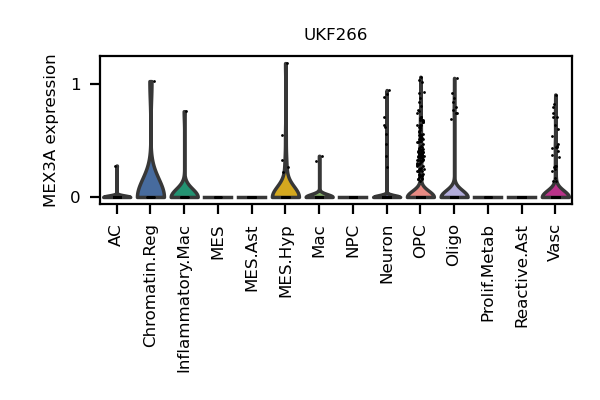 UKF266
MEX3A expression
1
0
AC
Chromatin.Reg
Inflammatory.Mac
MES
MES.Ast
MES.Hyp
Mac
NPC
Neuron
OPC
Oligo
Prolif.Metab
Reactive.Ast
Vasc